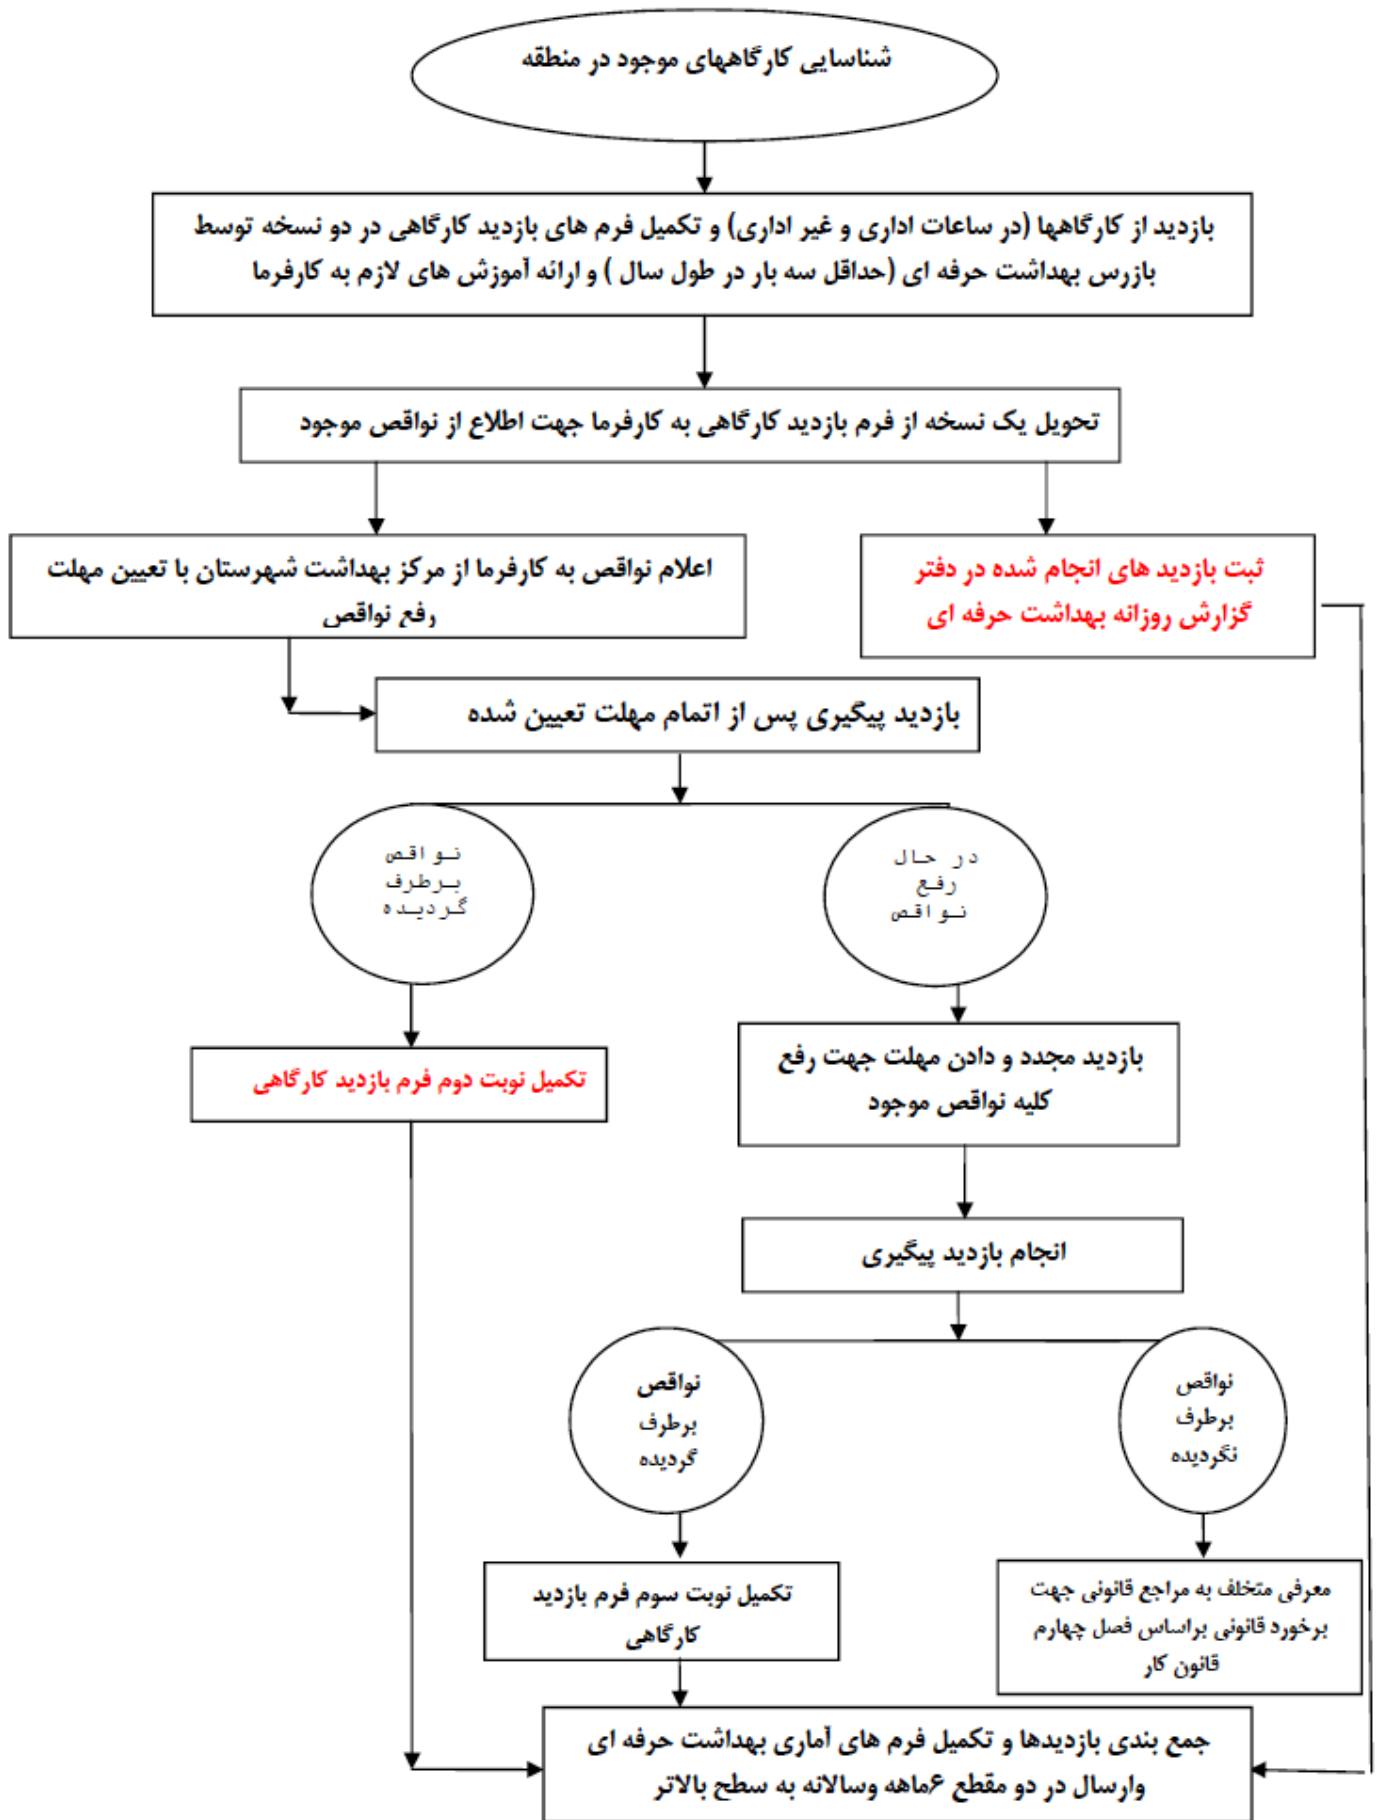 شناسایی کارگاههای موجود در منطقه
بازدید از کارگاهها (در ساعات اداری و غیر اداری) و تکمیل فرم های بازدید کارگاهی در دو نسخه توسط
بازرس بهداشت حرفه ای (حداقل سه بار در طول سال ) و ارائه آموزش های لازم به کارفرما
تحویل یک نسخه از فرم بازدید کارگاهی به کارفرما جهت اطلاع از نواقص موجود
ثبت بازدید های انجام شده در دفتر
گزارش روزانه بهداشت حرفه ای
اعلام نواقص به کارفرما از مرکز بهداشت شهرستان با تعیین مهلت
رفع نواقص
بازدید پیگیری پس از اتمام مهلت تعیین شده
در حال
رفع
نواقص
نواقص
برطرف
گردیده
بازدید مجدد و دادن مهلت جهت رفع
کلیه نواقص موجود
تکمیل نوبت دوم فرم بازدید کارگاهی
انجام بازدید پیگیری
نواقص
برطرف
نگردیده
نواقص
برطرف
گردیده
معرفی متخلف به مراجع قانونی جهت
برخورد قانونی براساس فصل چهارم
قانون کار
تکمیل نوبت سوم فرم بازدید
کارگاهی
جمع بندی بازدیدها و تکمیل فرم های آماری بهداشت حرفه ای
وارسال در دو مقطع ۶ماهه وسالانه به سطح بالاتر